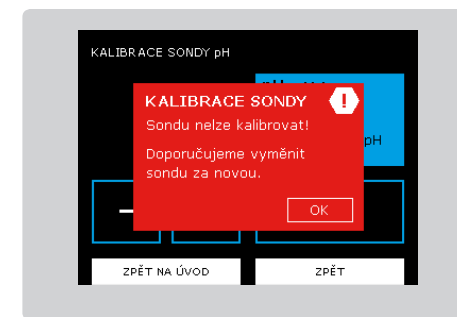 KALIBRACE SONDY pH
KALIBRACE SONDY !
Sondu nelze kalibrovat!
Doporučujeme vyměnit
sondu za novou.
pH
OK
ZPĚT NA ÚVOD
ZPĚT